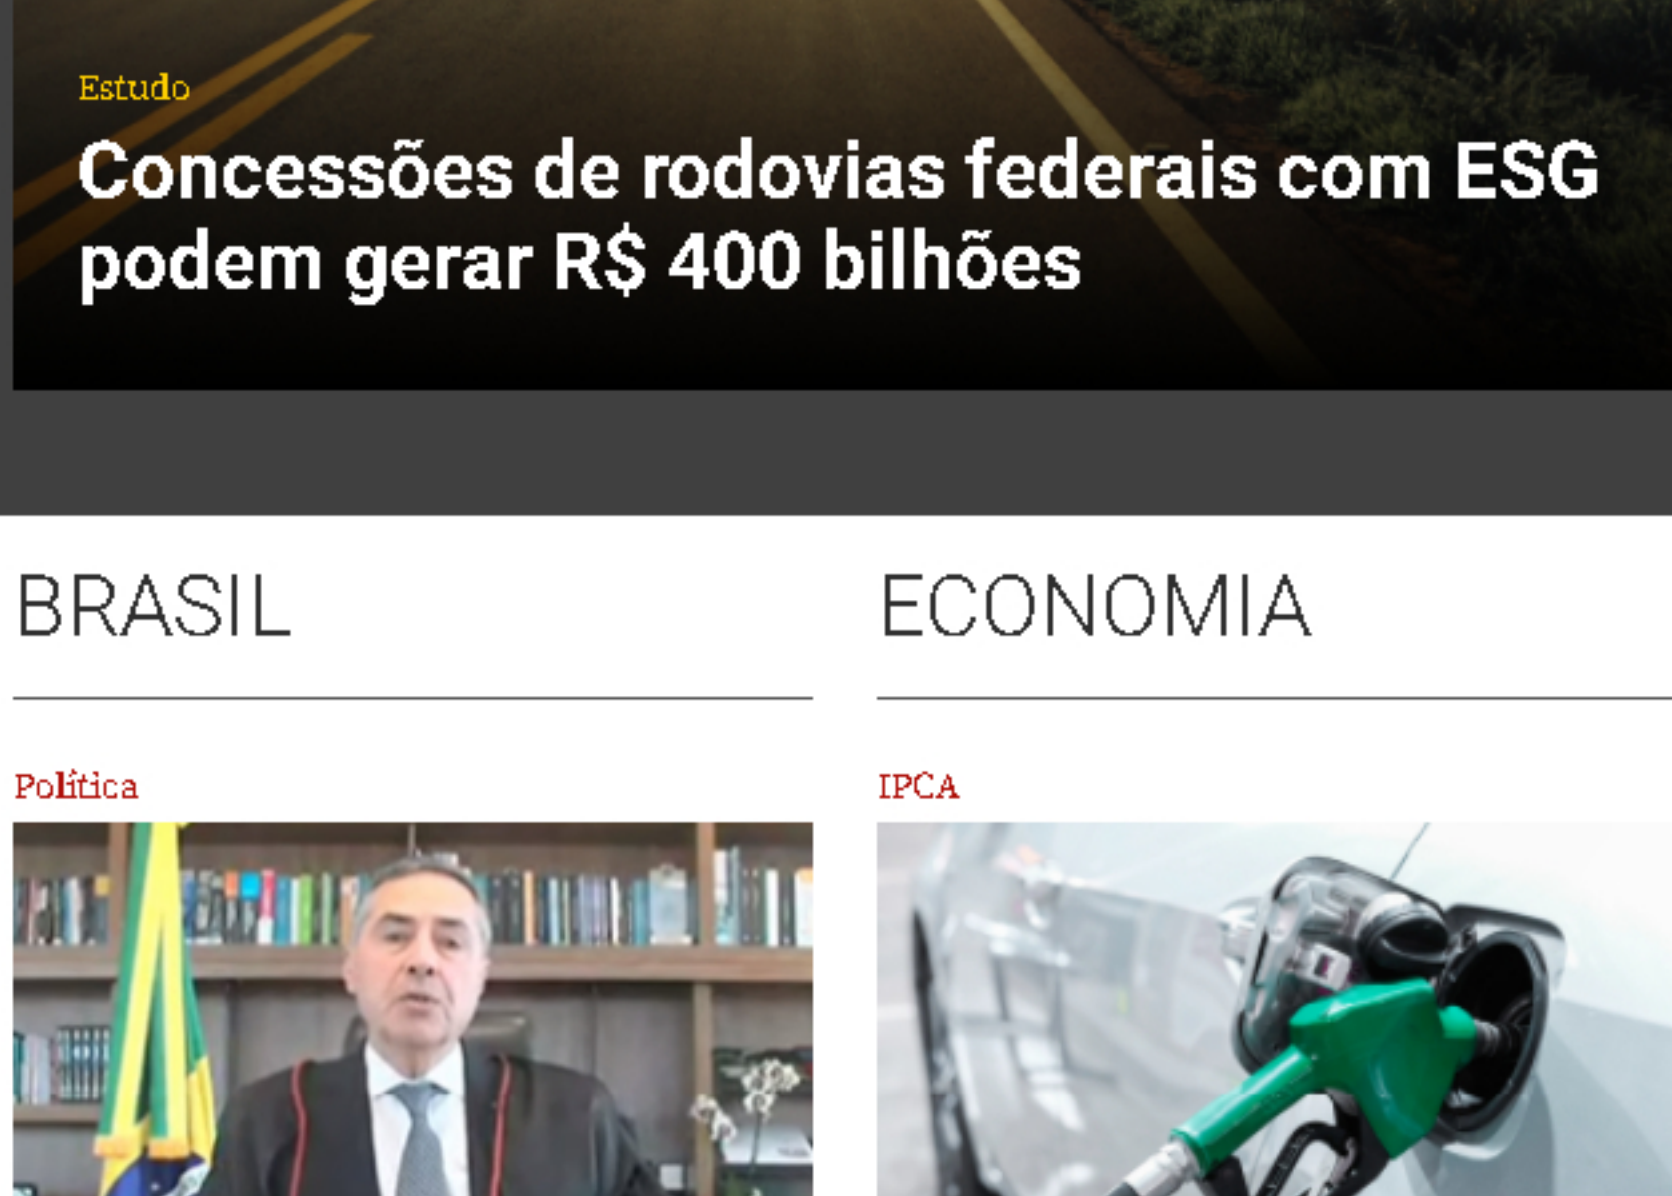 Estudo
Concessões de rodovias federais com ESG
podem gerar R$ 400 bilhões
BRASIL
ECONOMIA
Política
IPCA